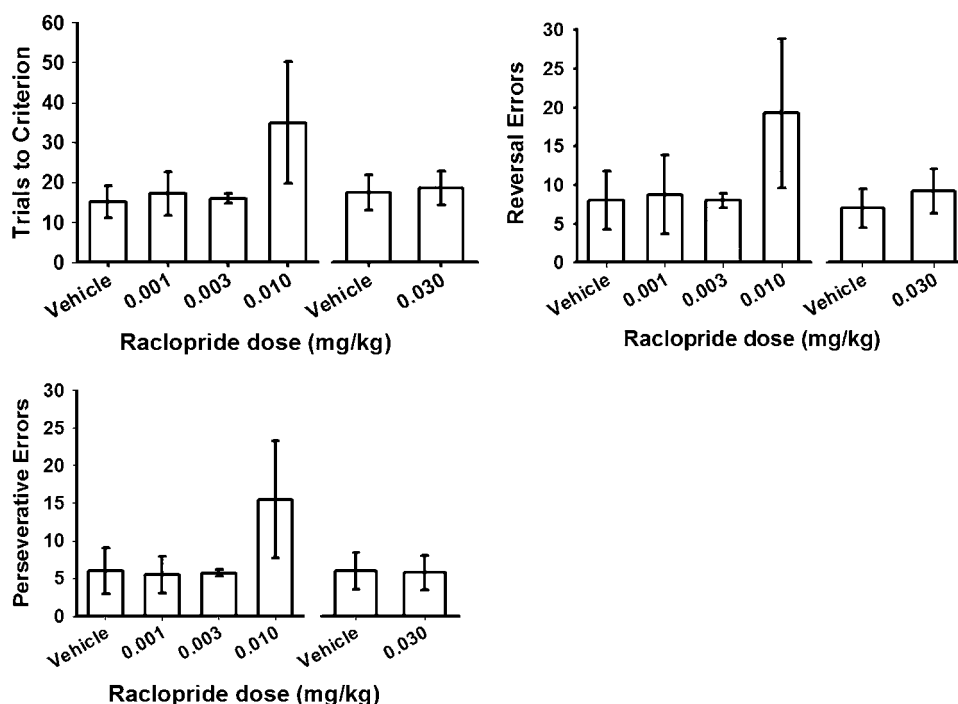 Trials to Criterion
60
50
40
30
20
10
0
Vehicle 0.001 0.003 0.010 Vehicle 0.030
Raclopride dose (mg/kg)
Reversal Errors
30
25
20
15
10
5
0
Vehicle 0.001 0.003 0.010 Vehicle 0.030
Raclopride dose (mg/kg)
Perseverative Errors
30
25
20
15
10
5
0
Vehicle 0.001 0.003 0.010 Vehicle 0.030
Raclopride dose (mg/kg)